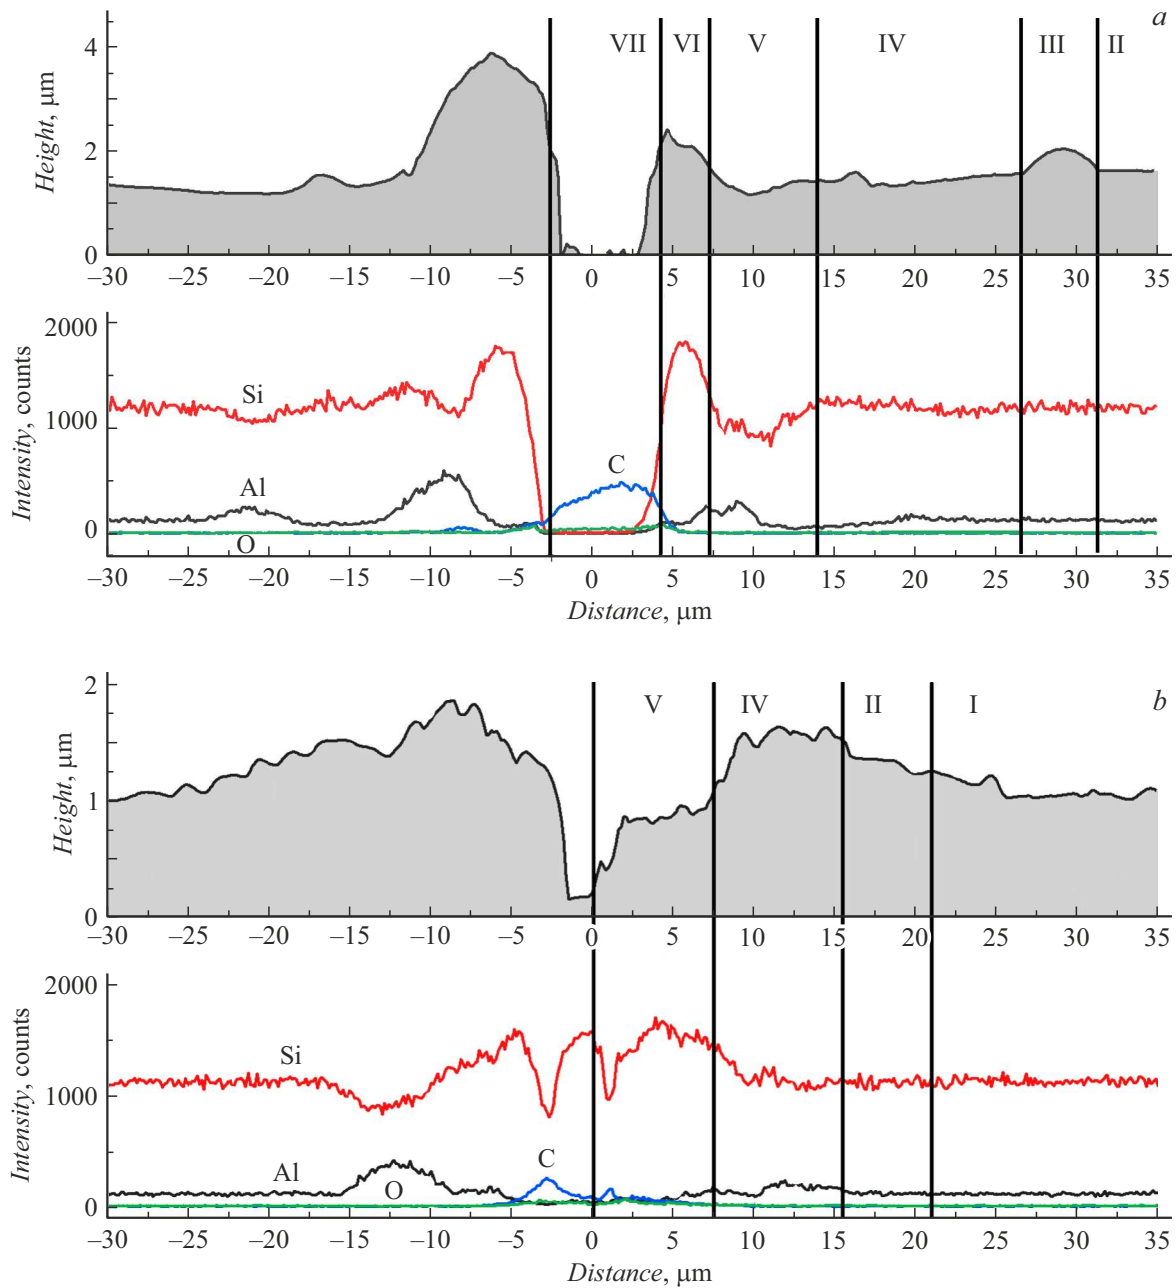 a
VII VI V IV III II
Height, μm
4
2
0
–30 –25 –20 –15 –10 –5 0 5 10 15 20 25 30 35
Intensity, counts
2000
1000
0
Si
Al
C
O
–30 –25 –20 –15 –10 –5 0 5 10 15 20 25 30 35
Distance, μm
b
V IV II I
Height, μm
2
1
0
–30 –25 –20 –15 –10 –5 0 5 10 15 20 25 30 35
Intensity, counts
2000
1000
0
Si
Al
O
C
–30 –25 –20 –15 –10 –5 0 5 10 15 20 25 30 35
Distance, μm